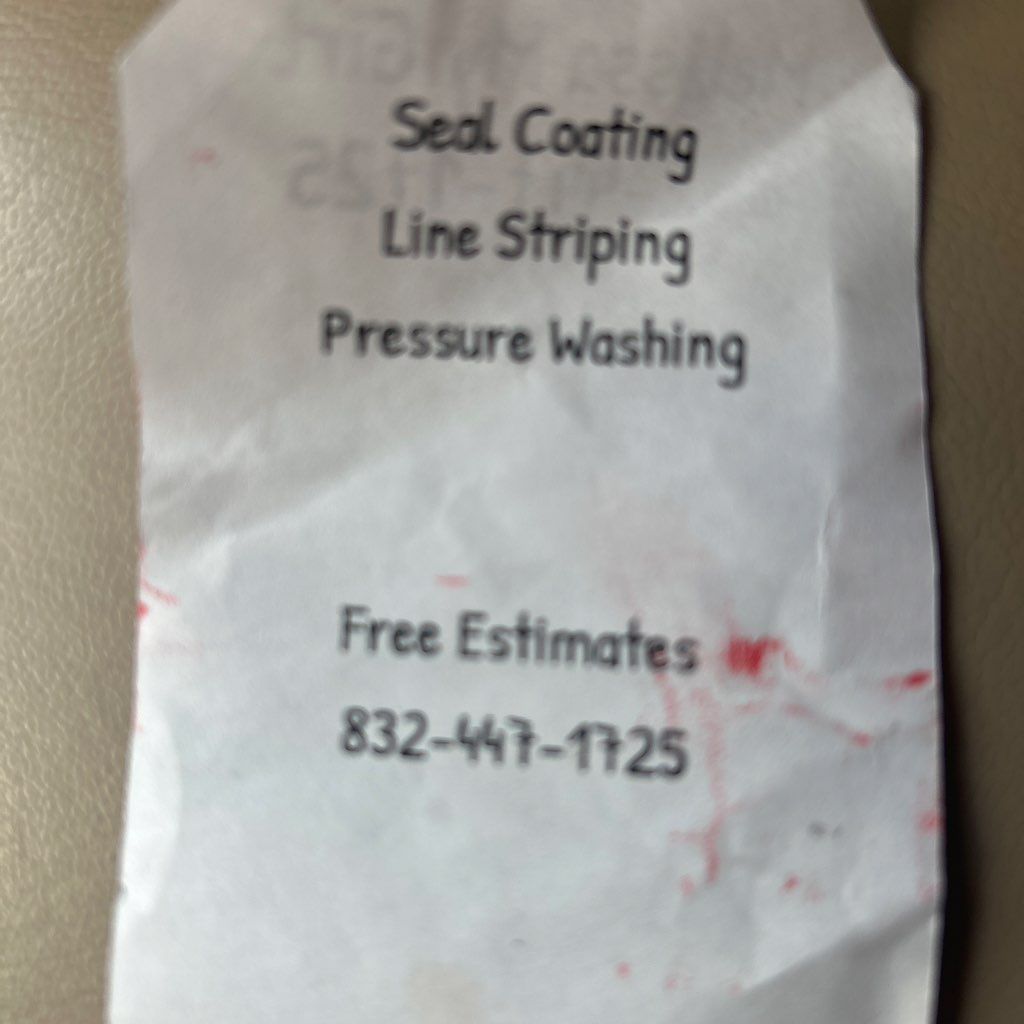 Seal Coating
Line Striping
Pressure Washing
Free Estimates
832-447-1725